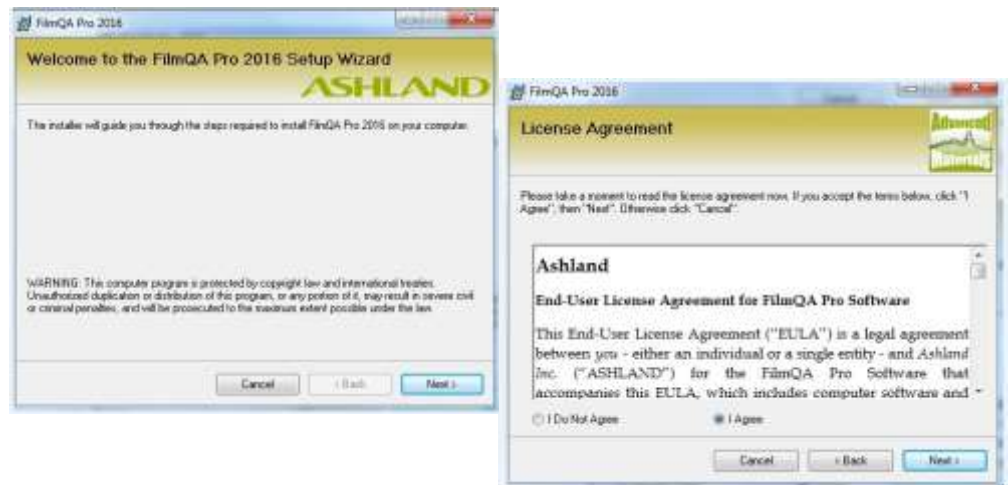 FilmQA Pro 2016
Welcome to the FilmQA Pro 2016 Setup Wizard
ASHLAND
The installer will guide you through the steps required to install FilmQA Pro 2016 on your computer.
WARNING: This computer program is protected by copyright law and international treaties.
Unauthorized duplication or distribution of this program, or any portion of it, may result in severe civil
or criminal penalties, and will be prosecuted to the maximum extent possible under the law.
Cancel
< Back
Next >
FilmQA Pro 2016
License Agreement
Advanced
Materials
Please take a moment to read the license agreement now. If you accept the terms below, click "I
Agree", then "Next". Otherwise click "Cancel".
Ashland
End-User License Agreement for FilmQA Pro Software
This End-User License Agreement ("EULA") is a legal agreement
between you - either an individual or a single entity - and Ashland
Inc. ("ASHLAND") for the FilmQA Pro Software that
accompanies this EULA, which includes computer software and
I Do Not Agree
I Agree
Cancel
< Back
Next >